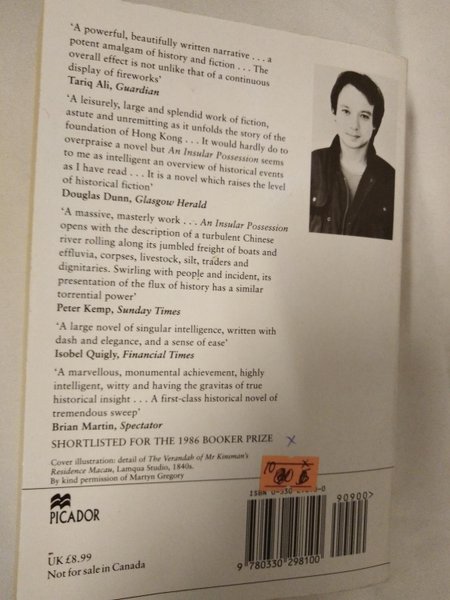 ‘A powerful, beautifully written narrative . . . a
potent amalgam of history and fiction . . . The
overall effect is not unlike that of a continuous
display of fireworks’
Tariq Ali, Guardian
‘A leisurely, large and splendid work of fiction,
astute and unremitting as it unfolds the story of the
foundation of Hong Kong . . . It would hardly do to
overpraise a novel but An Insular Possession seems
to me as intelligent an overview of historical events
as I have read . . . It is a novel which raises the level
of historical fiction’
Douglas Dunn, Glasgow Herald
‘A massive, masterly work . . . An Insular Possession
opens with the description of a turbulent Chinese
river rolling along its jumbled freight of boats and
effluvia, corpses, livestock, silt, traders and
dignitaries. Swirling with people and incident, its
presentation of the flux of history has a similar
torrential power’
Peter Kemp, Sunday Times
‘A large novel of singular intelligence, written with
dash and elegance, and a sense of ease’
Isobel Quigly, Financial Times
‘A marvellous, monumental achievement, highly
intelligent, witty and having the gravitas of true
historical insight . . . A first-class historical novel of
tremendous sweep’
Brian Martin, Spectator
SHORTLISTED FOR THE 1986 BOOKER PRIZE
Cover illustration: detail of The Verandah of Mr Kinsman's
Residence Macau, Lamqua Studio, 1840s.
By kind permission of Martyn Gregory
ISBN 0-330
90900>
PICADOR
UK £8.99
Not for sale in Canada
9 780330 298100